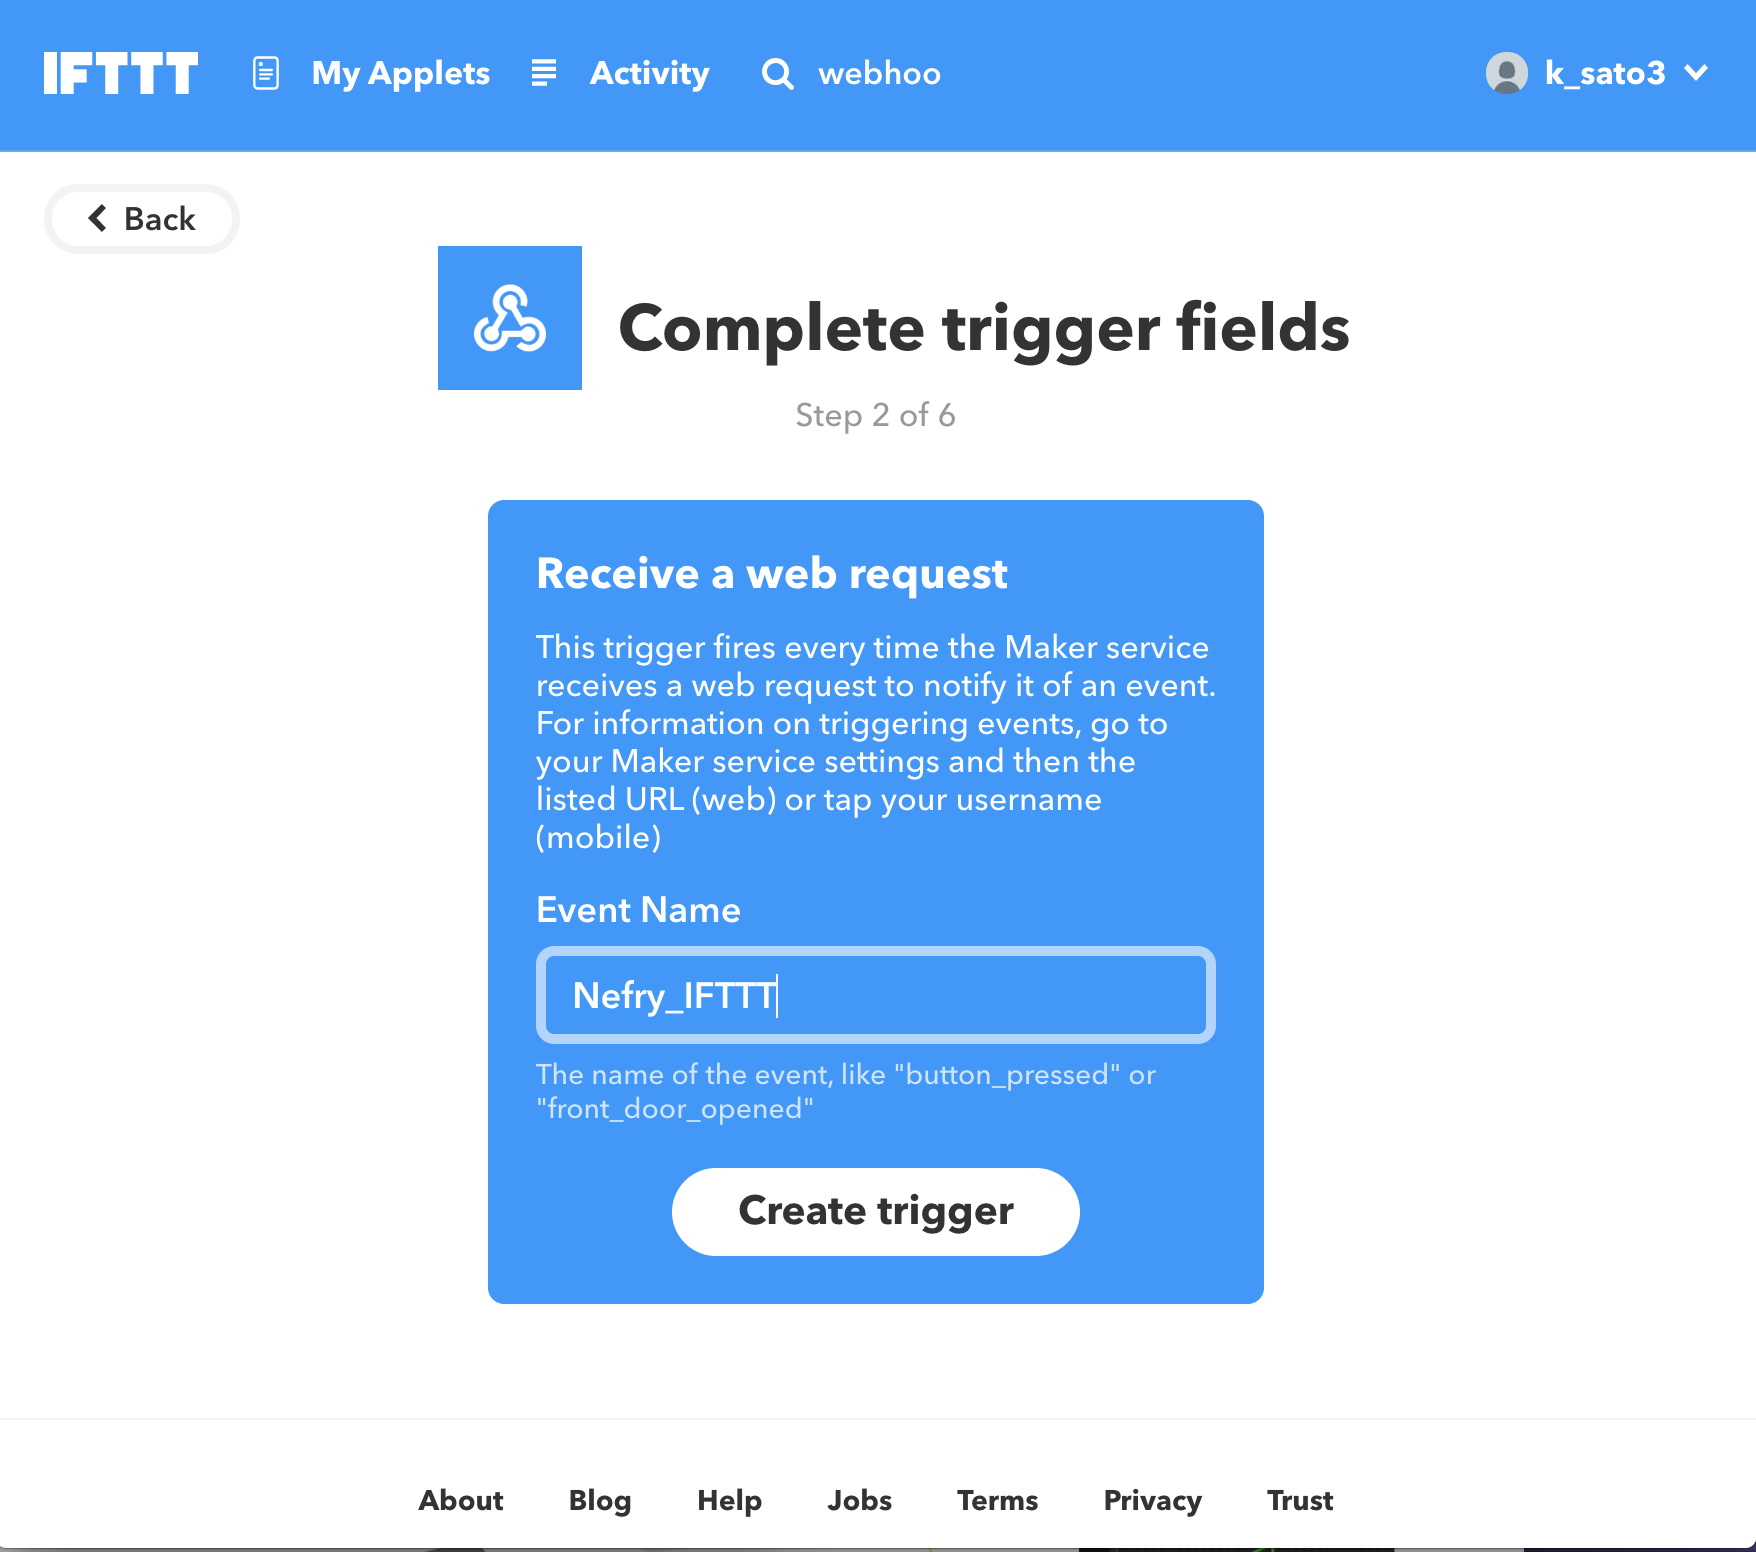 IFTTT My Applets Activity webhoo k_sato3
Back
Complete trigger fields
Step 2 of 6
Receive a web request
This trigger fires every time the Maker service
receives a web request to notify it of an event.
For information on triggering events, go to
your Maker service settings and then the
listed URL (web) or tap your username
(mobile)
Event Name
Nefry_IFTTT
The name of the event, like "button_pressed" or
"front_door_opened"
Create trigger
About Blog Help Jobs Terms Privacy Trust